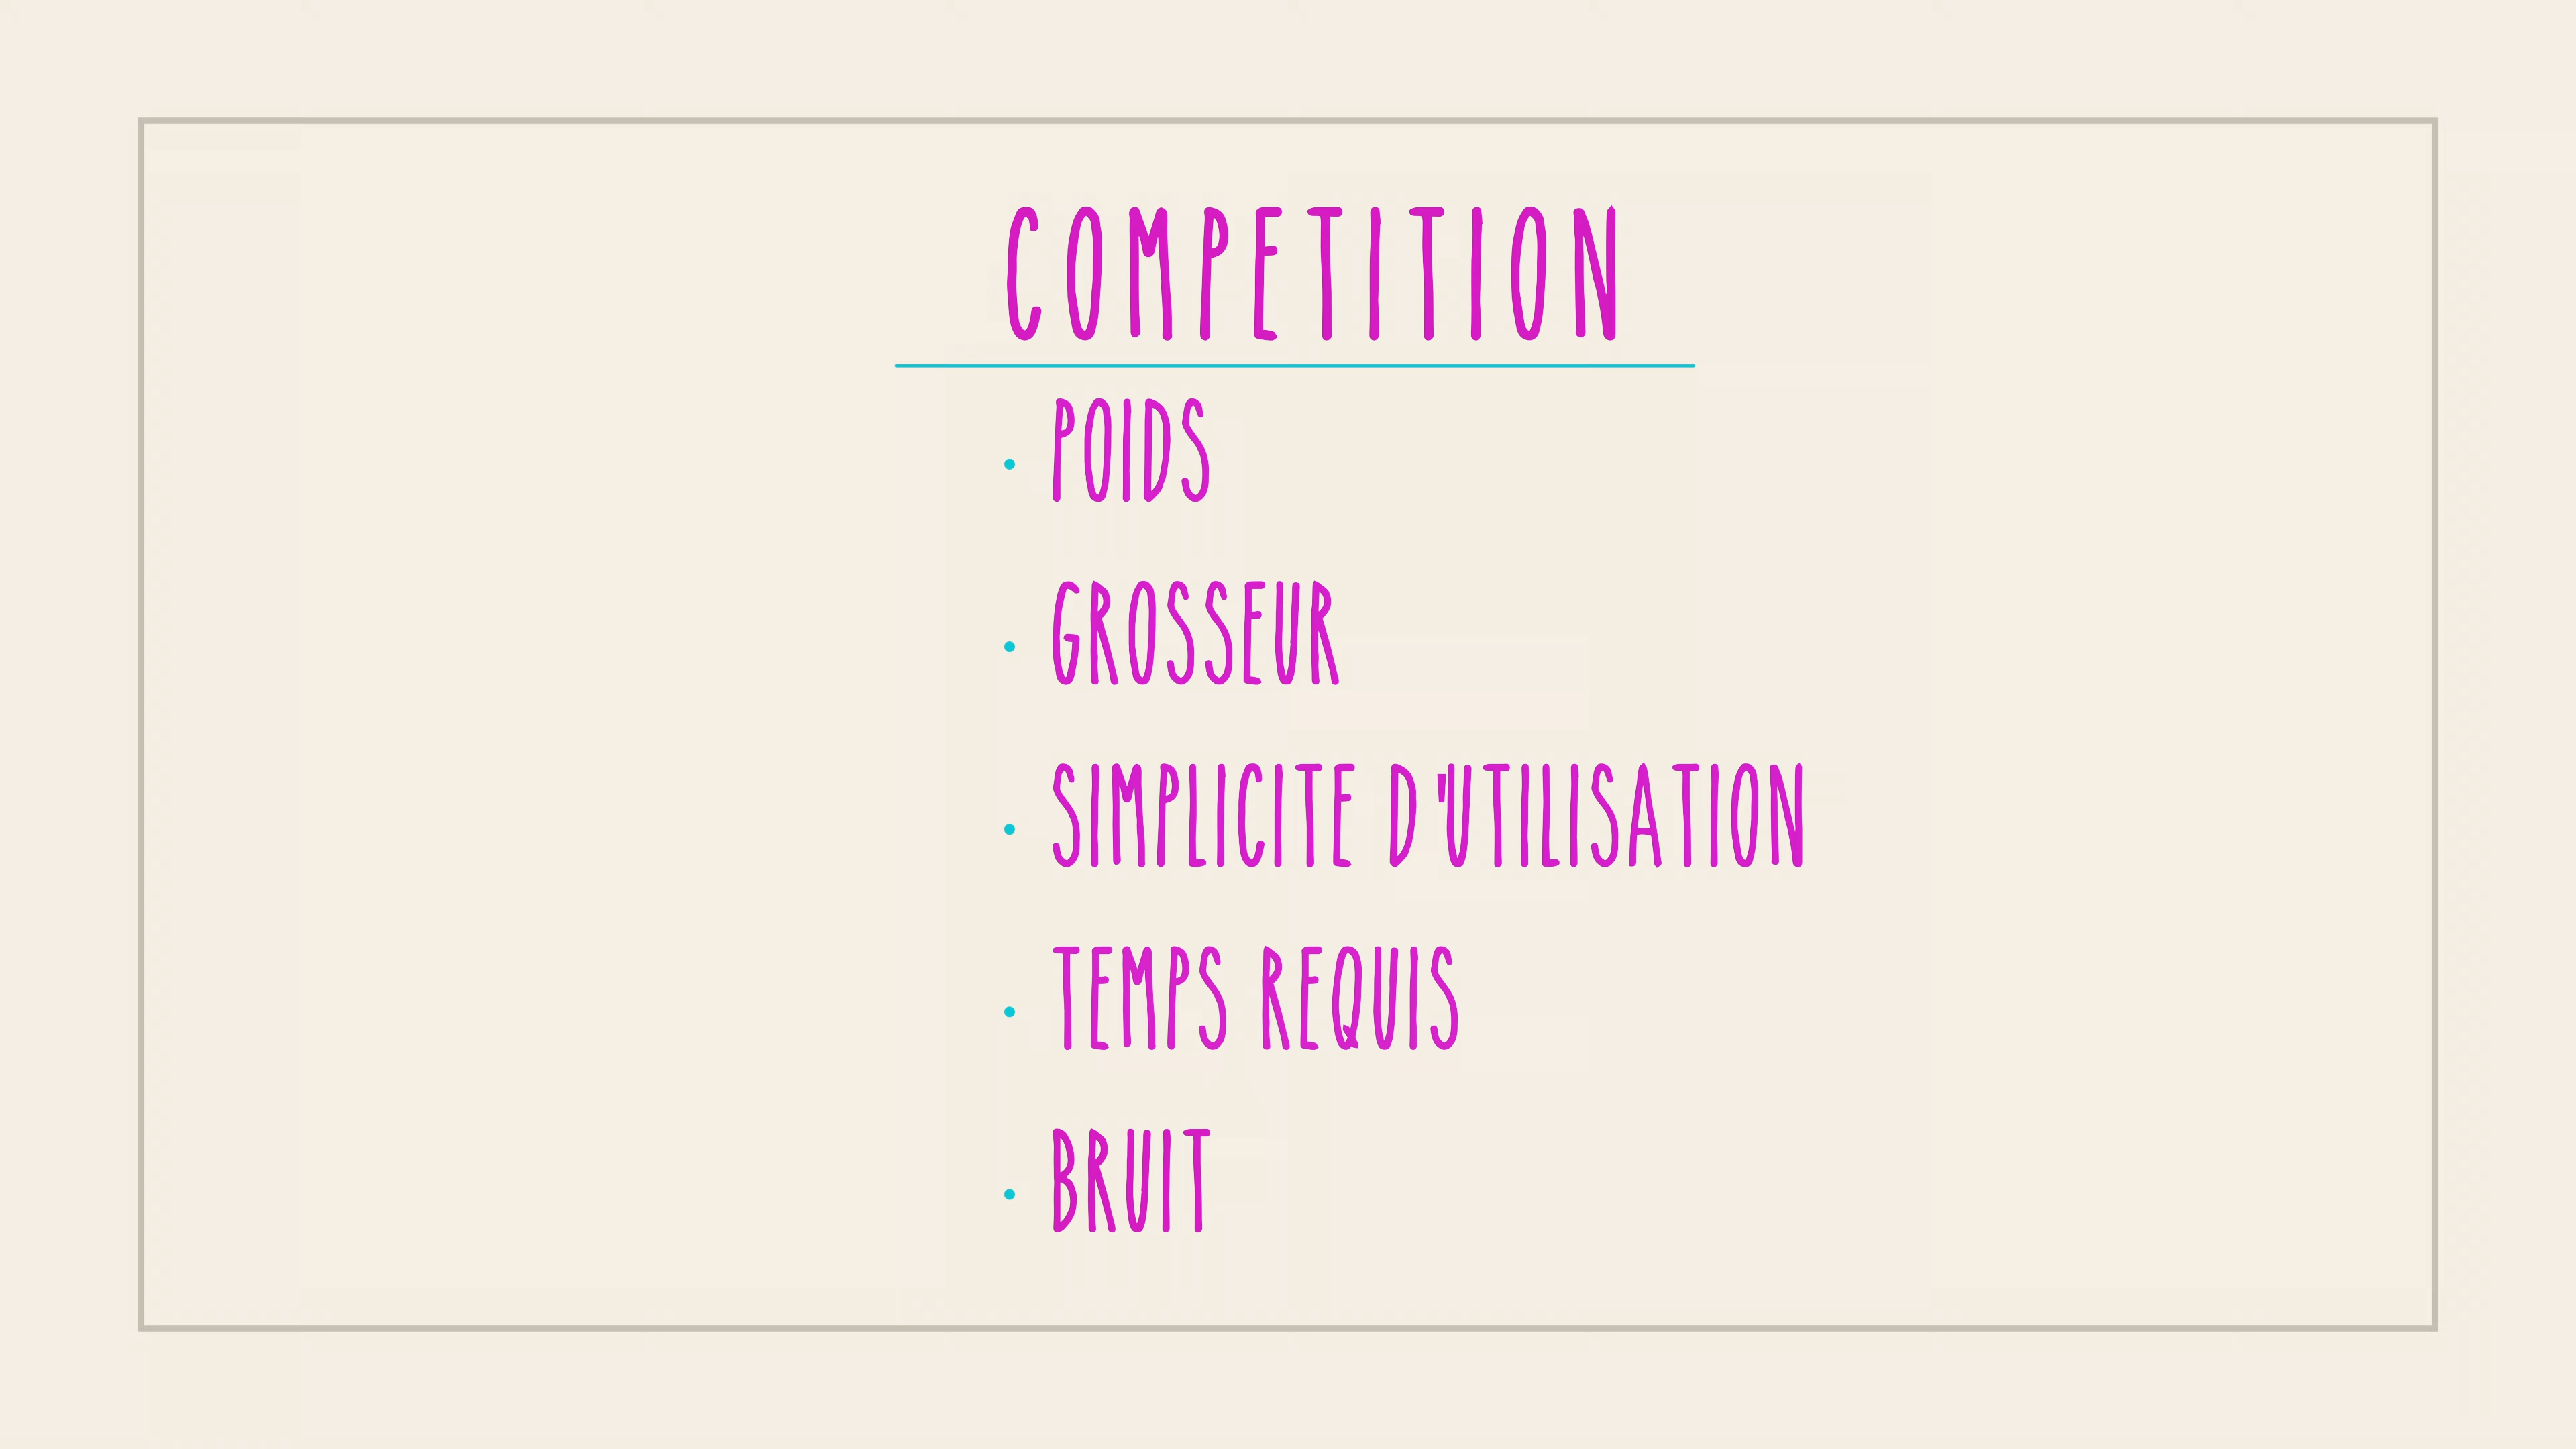 COMPETITION
• POIDS
• GROSSEUR
• SIMPLICITE D'UTILISATION
• TEMPS REQUIS
• BRUIT